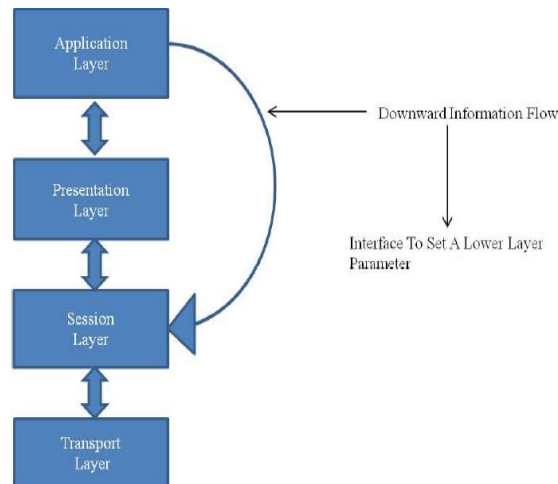 Application
Layer
Downward Information Flow
Presentation
Layer
Interface To Set A Lower Layer
Parameter
Session
Layer
Transport
Layer